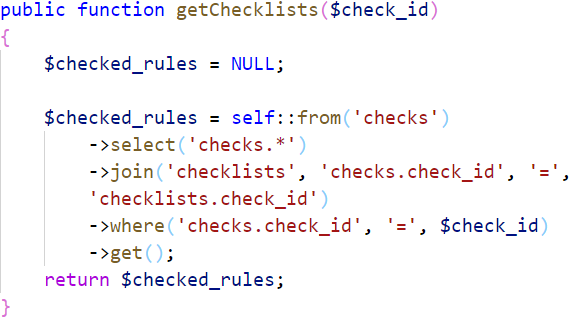 public function getChecklists($check_id)
{
    $checked_rules = NULL;

    $checked_rules = self::from('checks')
        ->select('checks.*')
        ->join('checklists', 'checks.check_id', '=',
        'checklists.check_id')
        ->where('checks.check_id', '=', $check_id)
        ->get();
    return $checked_rules;
}